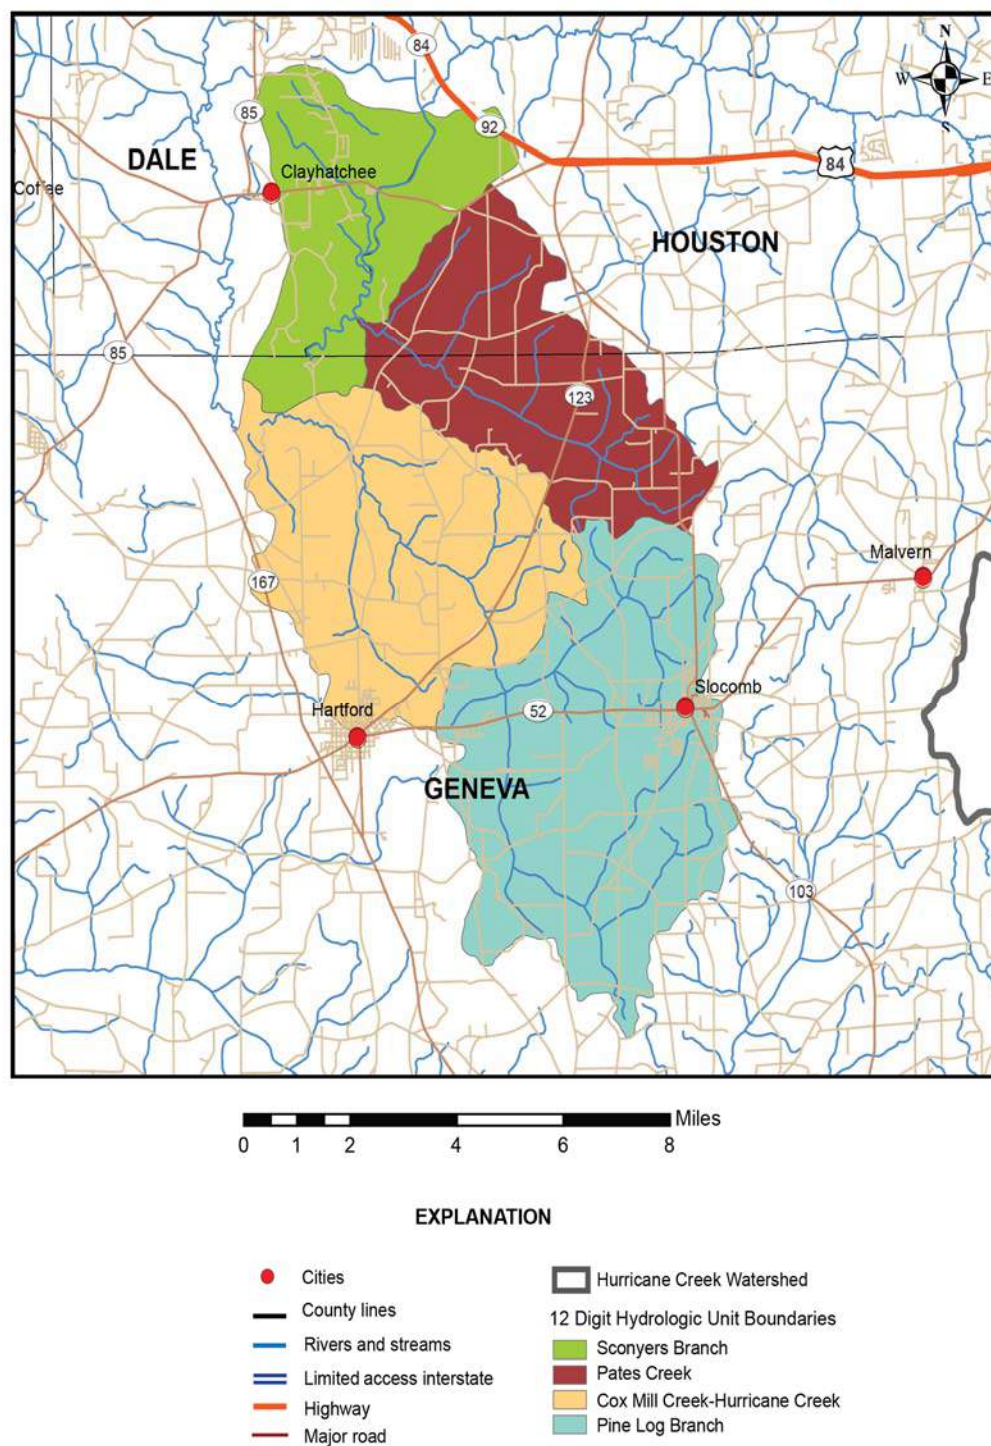 N
W E
S
84
85
92
DALE
Clayhatchee
84
Coffee
HOUSTON
85
123
Malvern
167
Slocomb
Hartford
52
GENEVA
103
Miles
0 1 2 4 6 8
EXPLANATION
Cities
County lines
Rivers and streams
Limited access interstate
Highway
Major road
Hurricane Creek Watershed
12 Digit Hydrologic Unit Boundaries
Sconyers Branch
Pates Creek
Cox Mill Creek-Hurricane Creek
Pine Log Branch